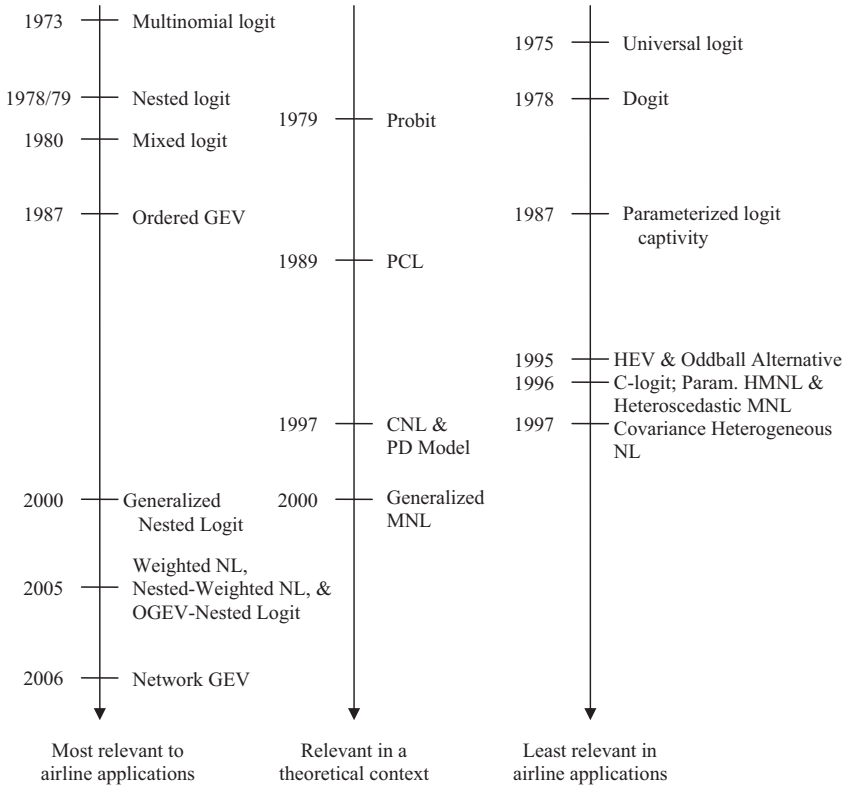 1973 Multinomial logit
1978/79 Nested logit
1980 Mixed logit
1987 Ordered GEV
2000 Generalized
Nested Logit
Weighted NL,
2005 Nested-Weighted NL, &
OGEV-Nested Logit
2006 Network GEV
Most relevant to
airline applications
1979 Probit
1989 PCL
1997 CNL &
PD Model
2000 Generalized
MNL
Relevant in a
theoretical context
1975 Universal logit
1978 Dogit
1987 Parameterized logit
captivity
1995 HEV & Oddball Alternative
1996 C-logit; Param. HMNL &
Heteroscedastic MNL
1997 Covariance Heterogeneous
NL
Least relevant in
airline applications